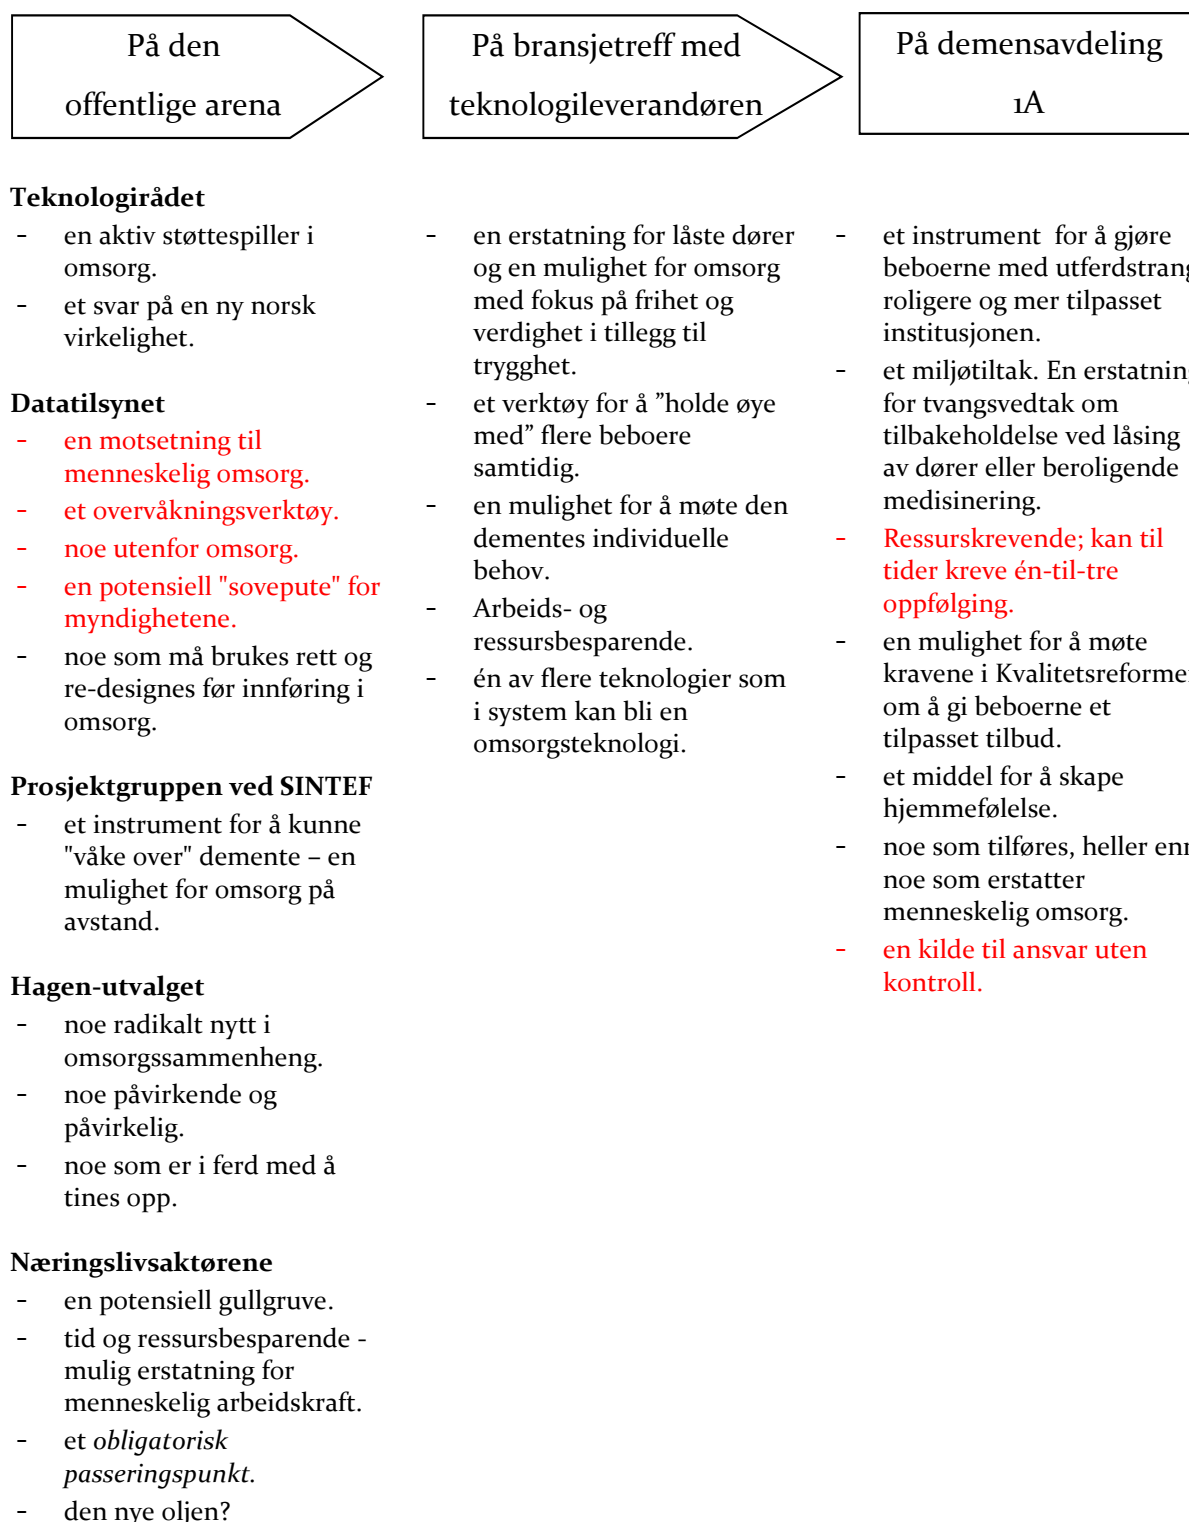 På den
offentlige arena
På bransjetreff med
teknologileverandøren
På demensavdeling
1A
Teknologirådet
- en aktiv støttespiller i
omsorg.
- et svar på en ny norsk
virkelighet.
Datatilsynet
- en motsetning til
menneskelig omsorg.
- et overvåkningsverktøy.
- noe utenfor omsorg.
- en potensiell "sovepute" for
myndighetene.
- noe som må brukes rett og
re-designes før innføring i
omsorg.
Prosjektgruppen ved SINTEF
- et instrument for å kunne
"våke over" demente – en
mulighet for omsorg på
avstand.
Hagen-utvalget
- noe radikalt nytt i
omsorgssammenheng.
- noe påvirkende og
påvirkelig.
- noe som er i ferd med å
tines opp.
Næringslivsaktørene
- en potensiell gullgruve.
- tid og ressursbesparende -
mulig erstatning for
menneskelig arbeidskraft.
- et obligatorisk
passeringspunkt.
- den nye oljen?
- en erstatning for låste dører
og en mulighet for omsorg
med fokus på frihet og
verdighet i tillegg til
trygghet.
- et verktøy for å ”holde øye
med” flere beboere
samtidig.
- en mulighet for å møte den
dementes individuelle
behov.
- Arbeids- og
ressursbesparende.
- én av flere teknologier som
i system kan bli en
omsorgsteknologi.
- et instrument for å gjøre
beboerne med utferdstrang
roligere og mer tilpasset
institusjonen.
- et miljøtiltak. En erstatning
for tvangsvedtak om
tilbakeholdelse ved låsing
av dører eller beroligende
medisinering.
- Ressurskrevende; kan til
tider kreve én-til-tre
oppfølging.
- en mulighet for å møte
kravene i Kvalitetsreformen
om å gi beboerne et
tilpasset tilbud.
- et middel for å skape
hjemmefølelse.
- noe som tilføres, heller enn
noe som erstatter
menneskelig omsorg.
- en kilde til ansvar uten
kontroll.